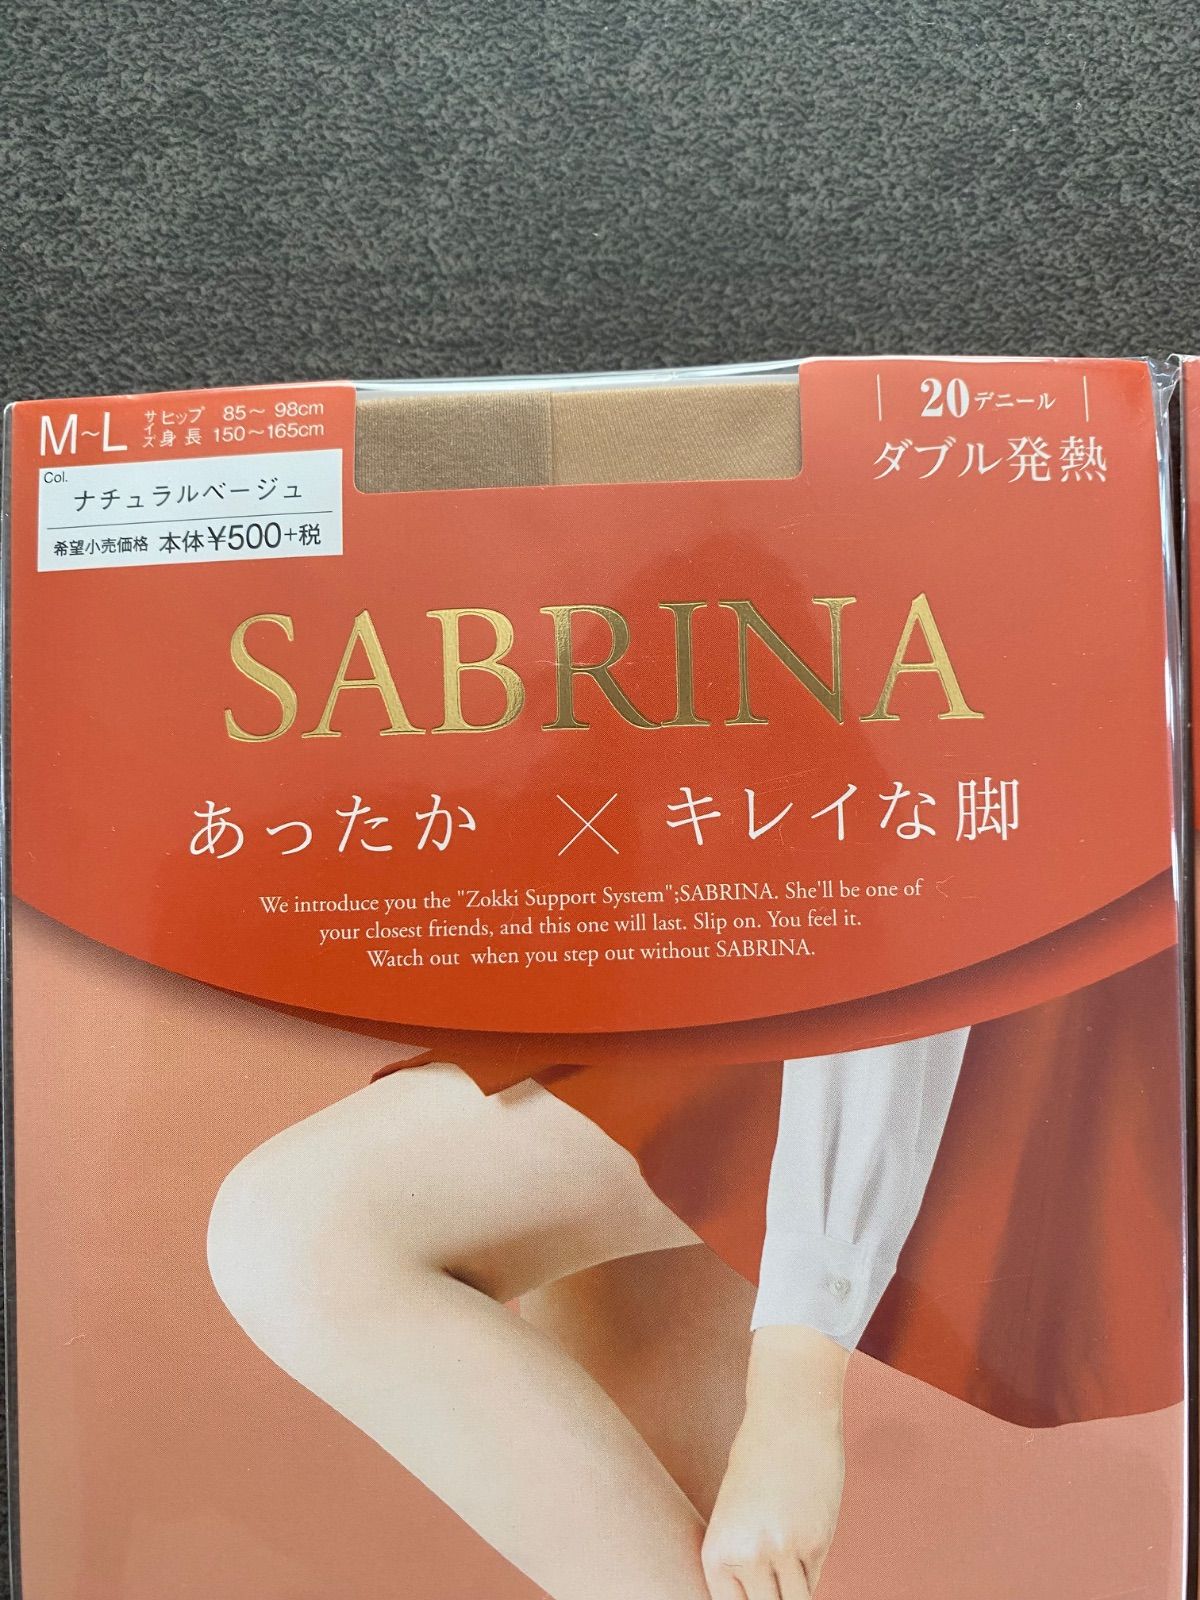 M～L サイズ ヒップ 85～98cm
身長 150～165cm
Col.
ナチュラルベージュ
希望小売価格 本体¥500+税
20デニール
ダブル発熱
SABRINA
あったか × キレイな脚
We introduce you the "Zokki Support System";SABRINA. She'll be one of
your closest friends, and this one will last. Slip on. You feel it.
Watch out when you step out without SABRINA.